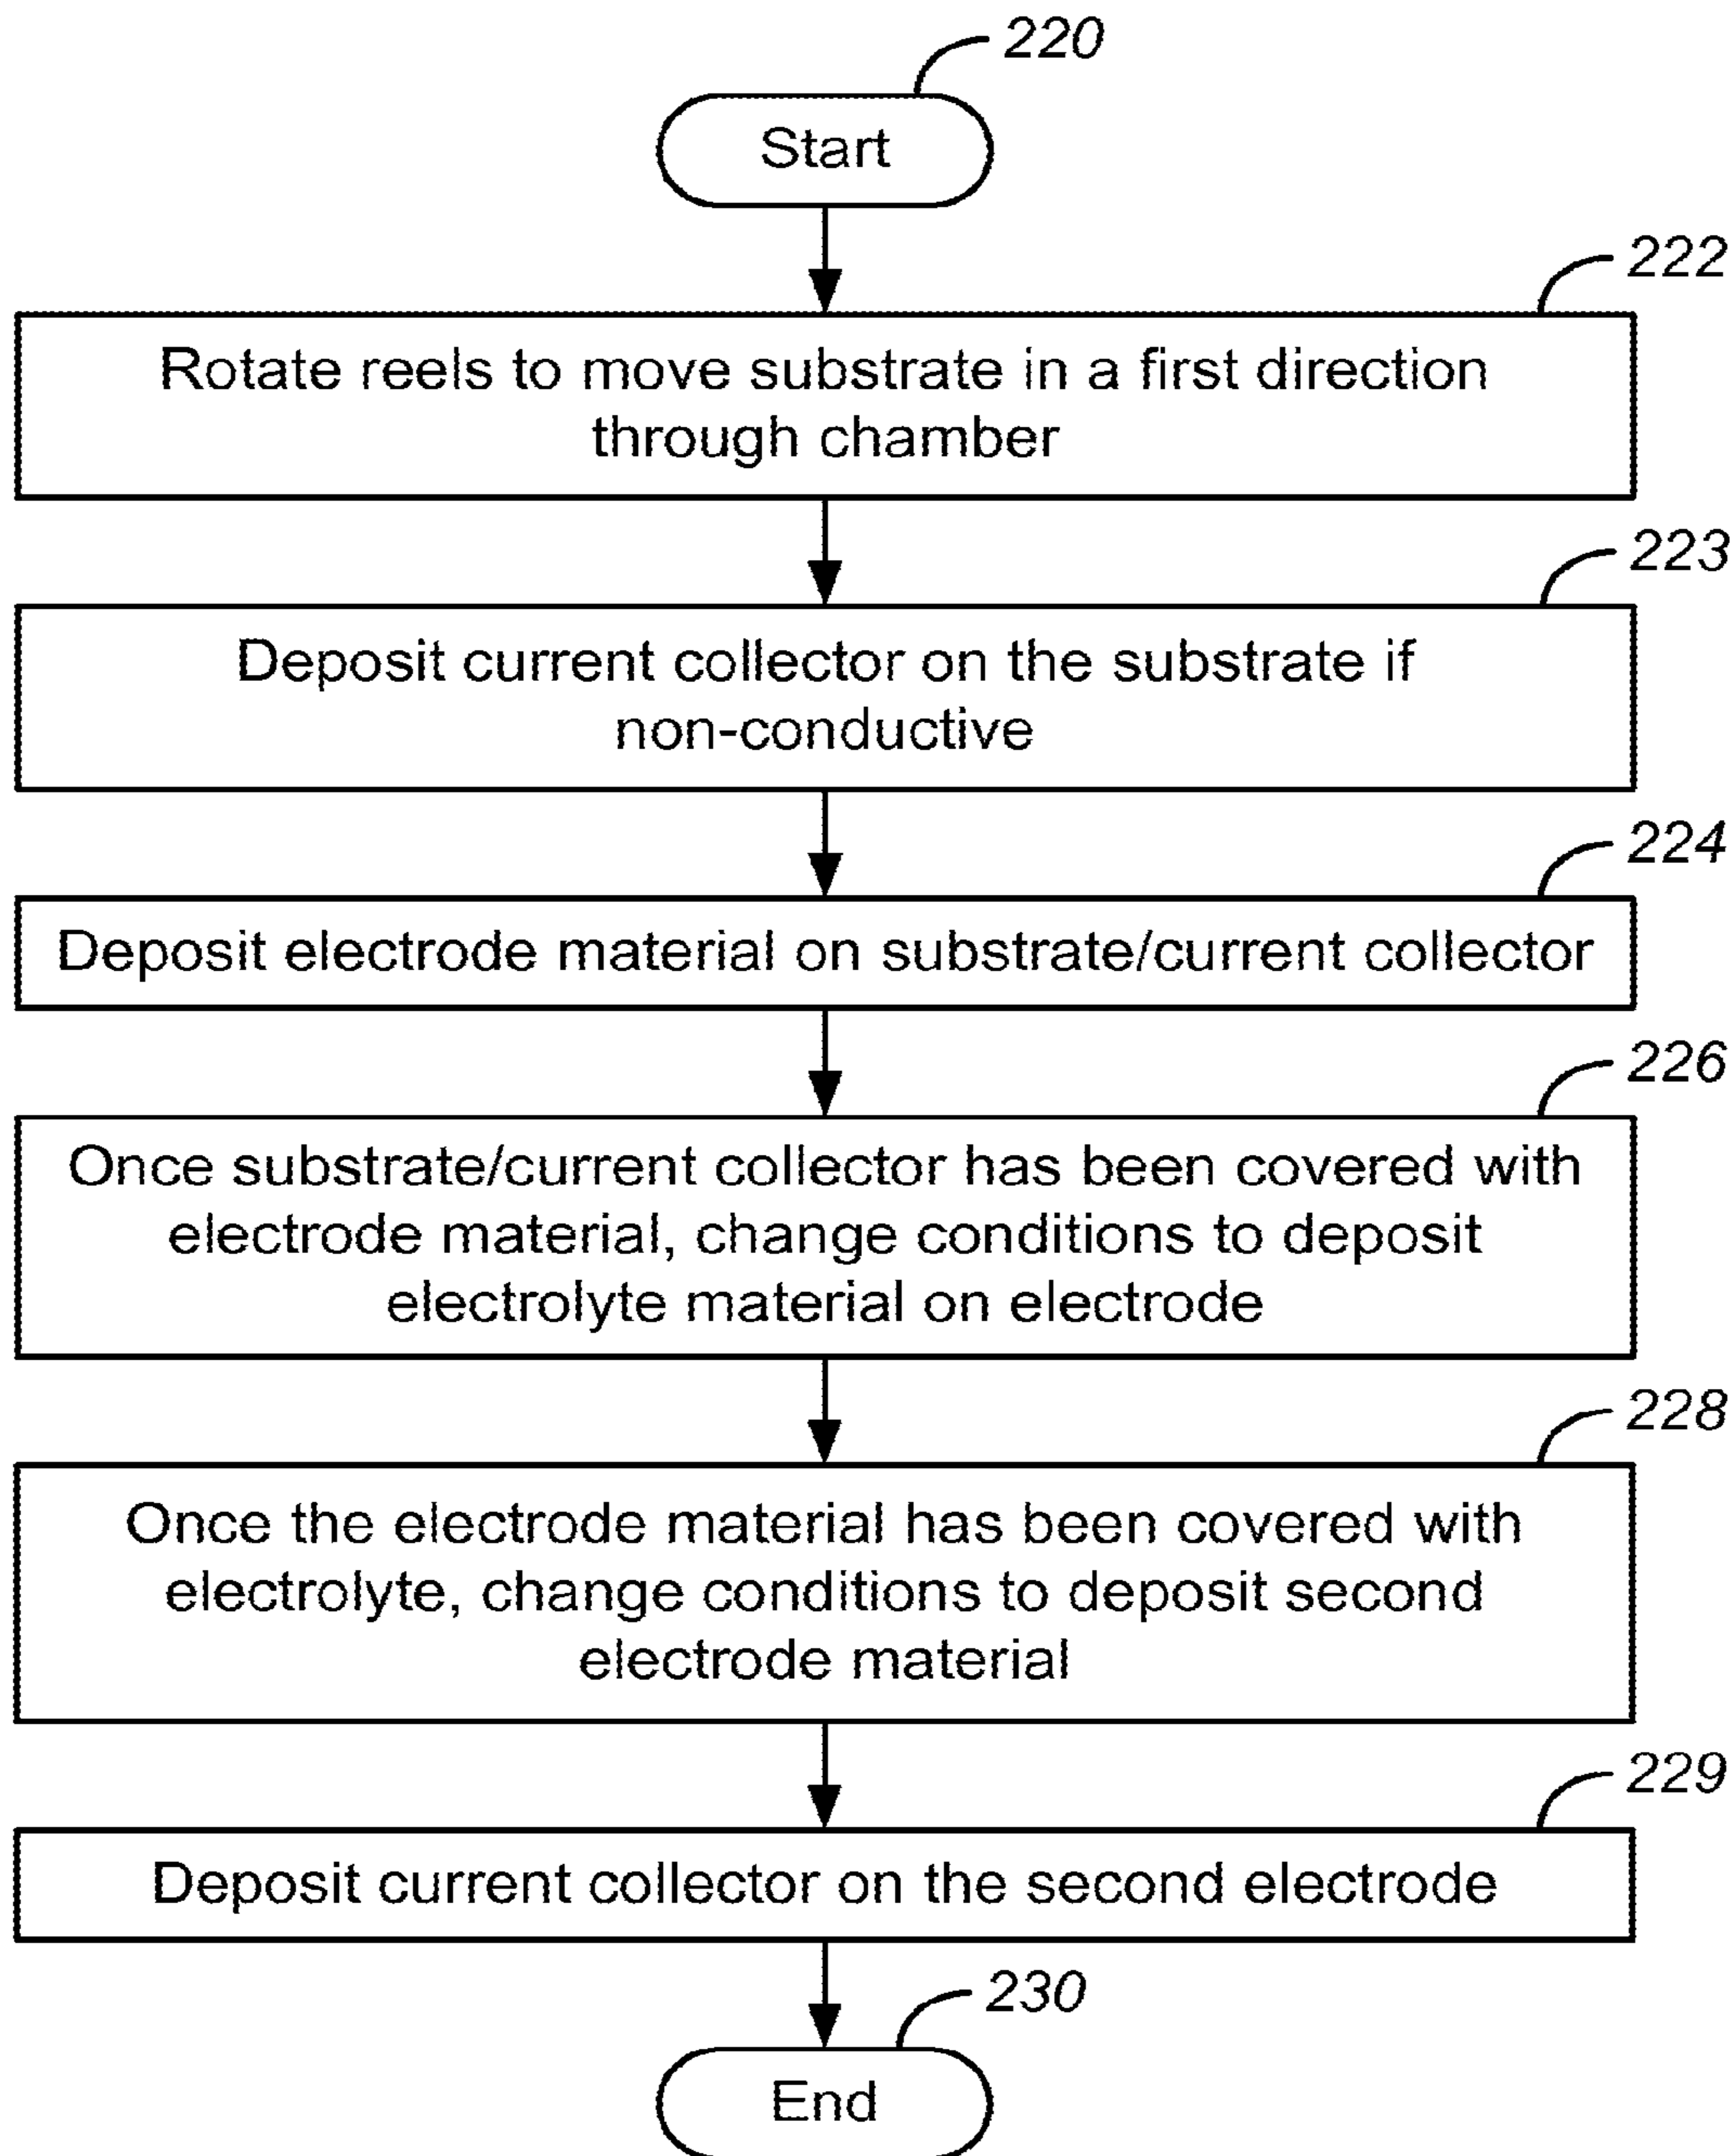 220
Start
222
Rotate reels to move substrate in a first direction
through chamber
223
Deposit current collector on the substrate if
non-conductive
224
Deposit electrode material on substrate/current collector
226
Once substrate/current collector has been covered with
electrode material, change conditions to deposit
electrolyte material on electrode
228
Once the electrode material has been covered with
electrolyte, change conditions to deposit second
electrode material
229
Deposit current collector on the second electrode
230
End